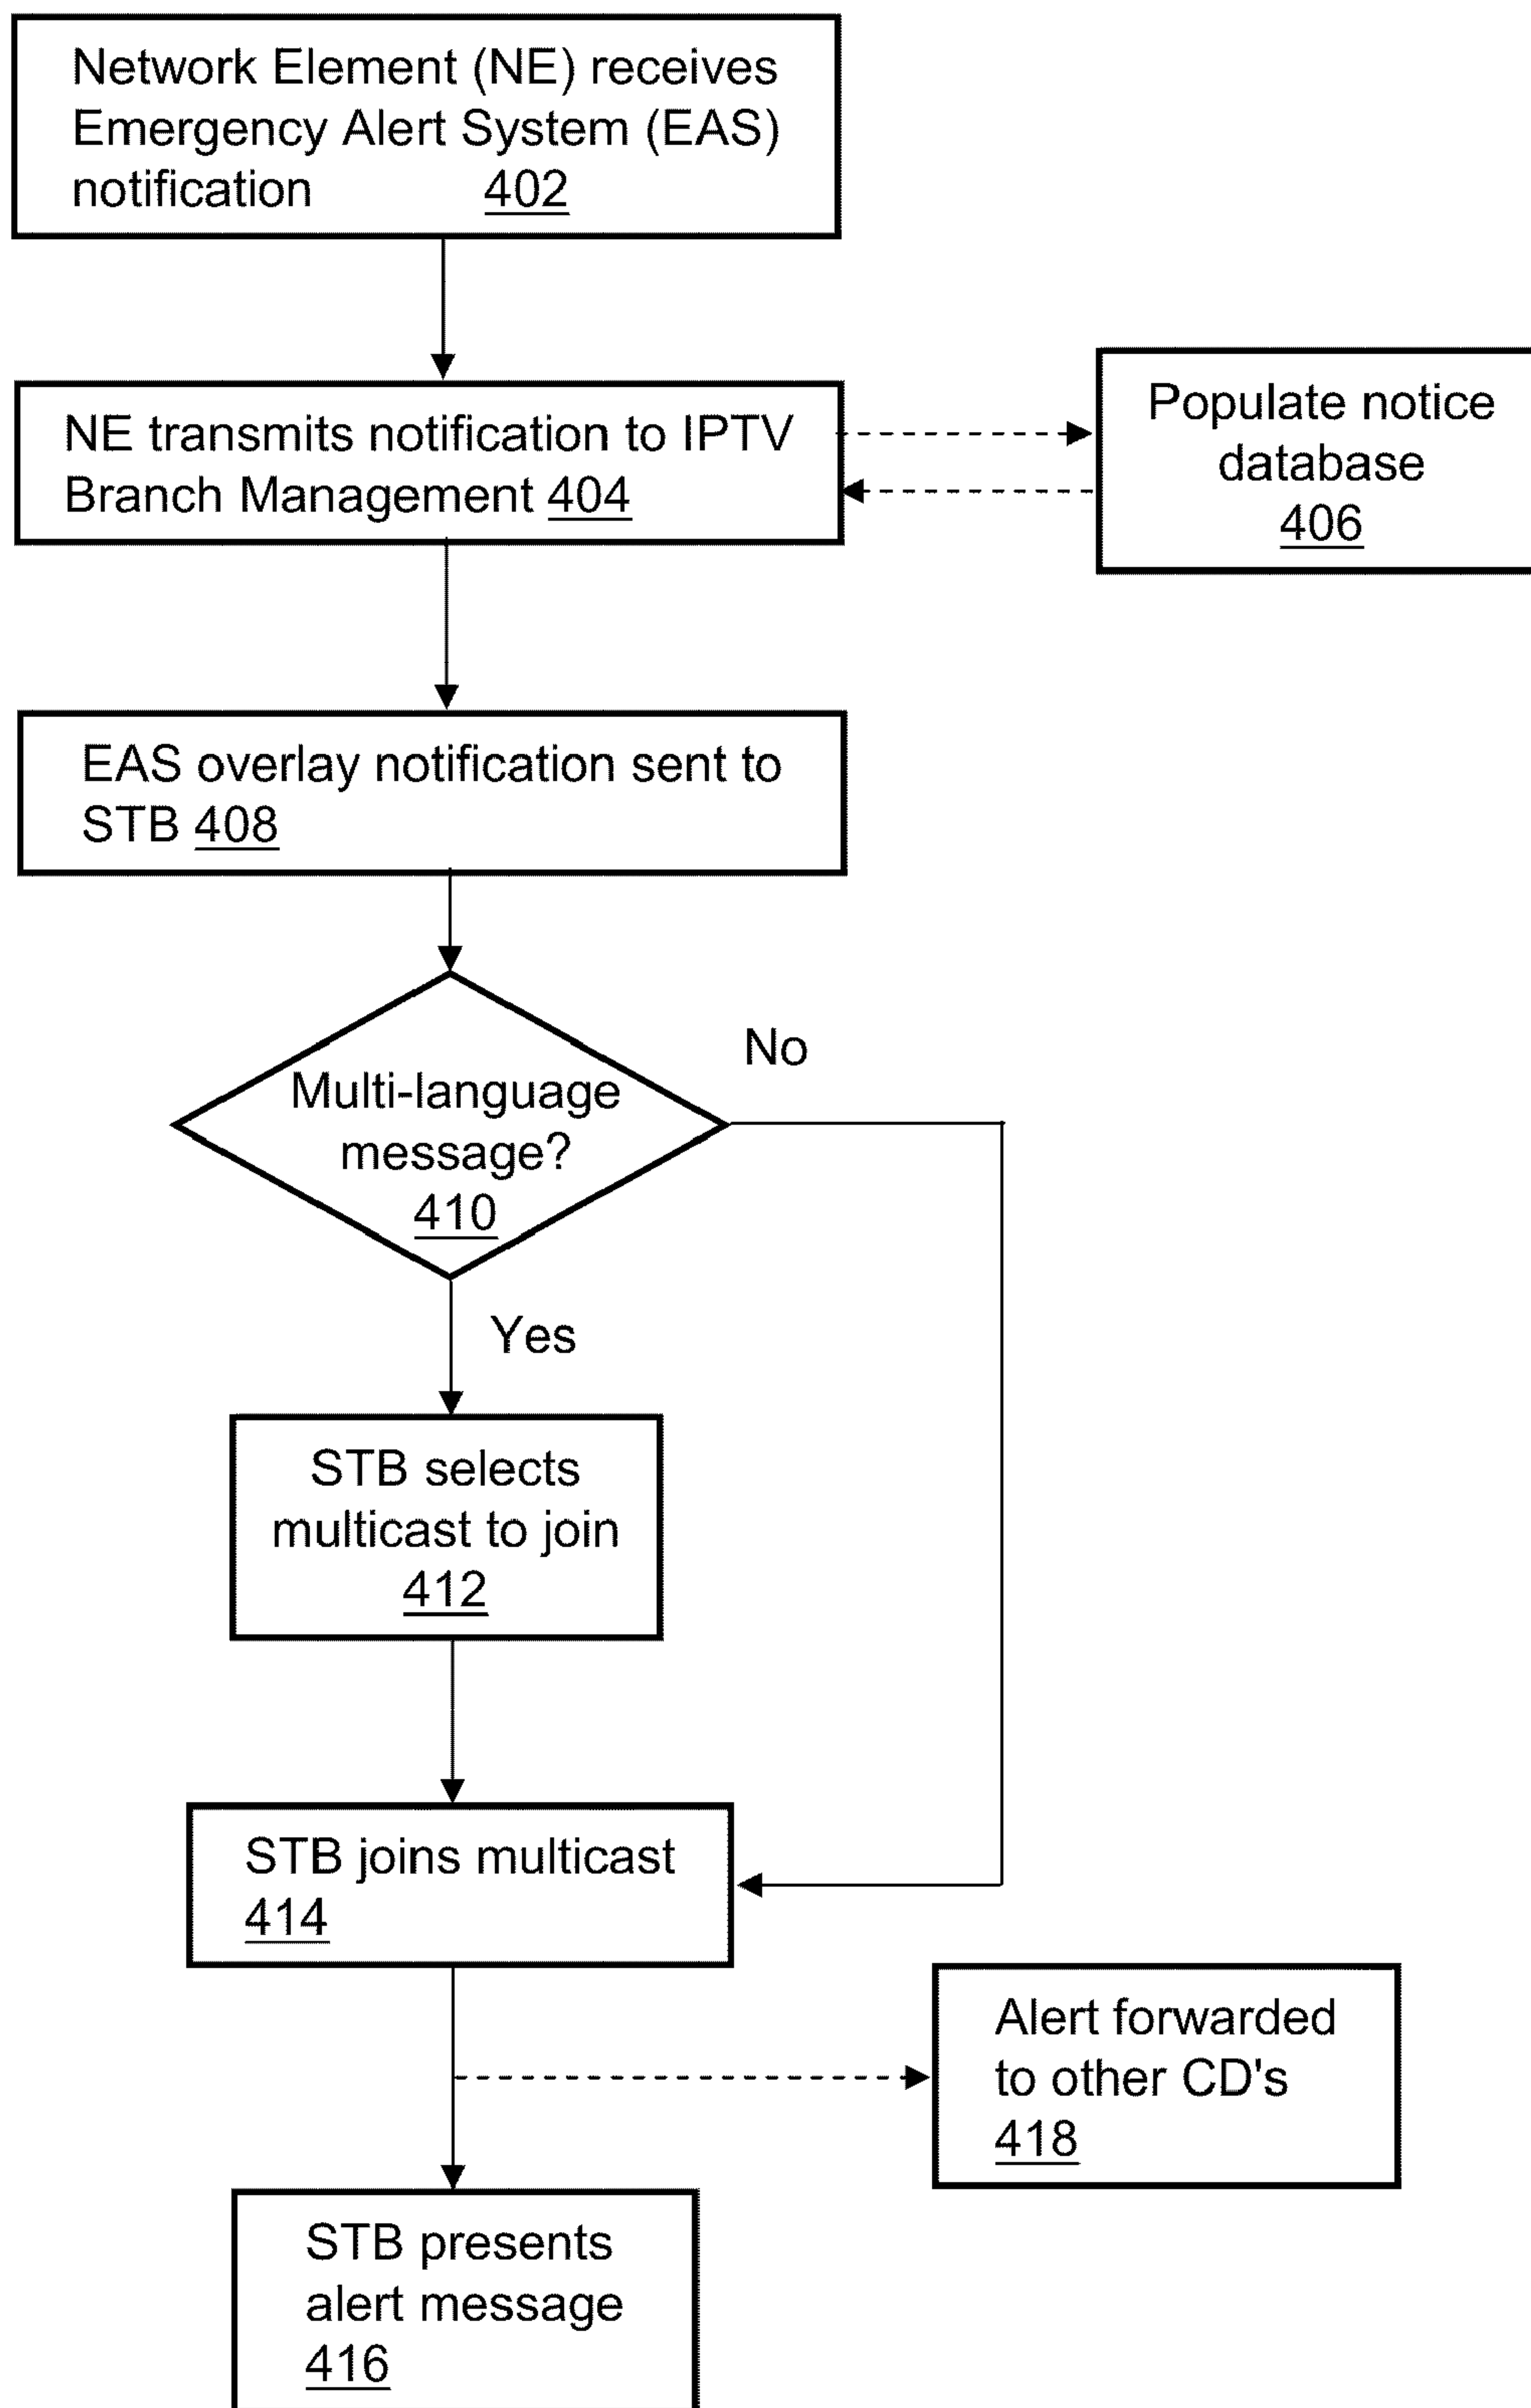 Network Element (NE) receives
Emergency Alert System (EAS)
notification 402
NE transmits notification to IPTV
Branch Management 404
Populate notice
database
406
EAS overlay notification sent to
STB 408
Multi-language
message?
410
No
Yes
STB selects
multicast to join
412
STB joins multicast
414
Alert forwarded
to other CD's
418
STB presents
alert message
416